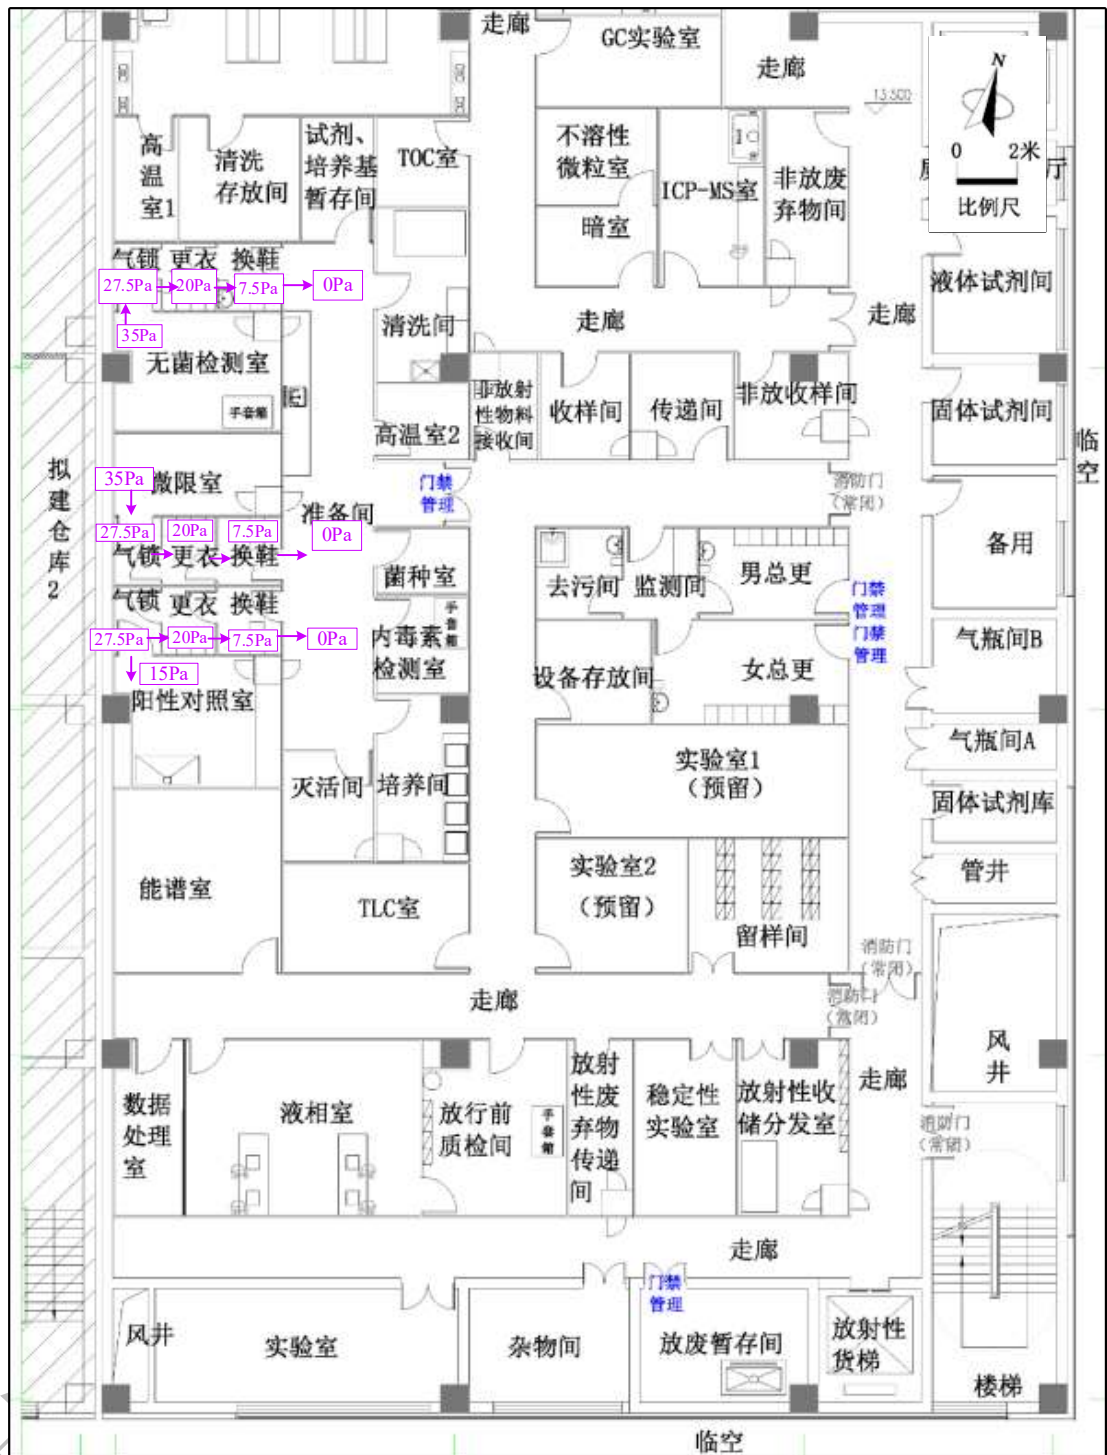 走廊
GC实验室
走廊
N
13.500
0 2米
比例尺
高
温
室1
清洗
存放间
试剂、
培养基
暂存间
TOC室
不溶性
微粒室
ICP-MS室
非放废
弃物间
暗室
厅
气锁 更衣 换鞋
27.5Pa 20Pa 7.5Pa 0Pa
35Pa
无菌检测室
手套箱
清洗间
走廊
走廊
液体试剂间
高温室2
非放射
性物料
接收间
收样间
传递间
非放收样间
固体试剂间
临
空
拟
建
仓
库
2
35Pa
微限室
准备间
门禁
管理
消防门
(常闭)
27.5Pa 20Pa 7.5Pa 0Pa
气锁 更衣 换鞋
菌种室
去污间
监测间
男总更
备用
气锁 更衣 换鞋
27.5Pa 20Pa 7.5Pa 0Pa
15Pa
阳性对照室
手
套
箱
内毒素
检测室
门禁
管理
门禁
管理
设备存放间
女总更
气瓶间B
灭活间
培养间
实验室1
(预留)
气瓶间A
固体试剂库
能谱室
TLC室
实验室2
(预留)
留样间
管井
消防门
(常闭)
消防门
(常闭)
走廊
风
井
数据
处理
室
液相室
放行前
质检间
手
套
箱
放射
性废
弃物
传递
间
稳定性
实验室
放射性收
储分发室
走廊
消防门
(常闭)
走廊
门禁
管理
风井
实验室
杂物间
放废暂存间
放射性
货梯
楼梯
临空